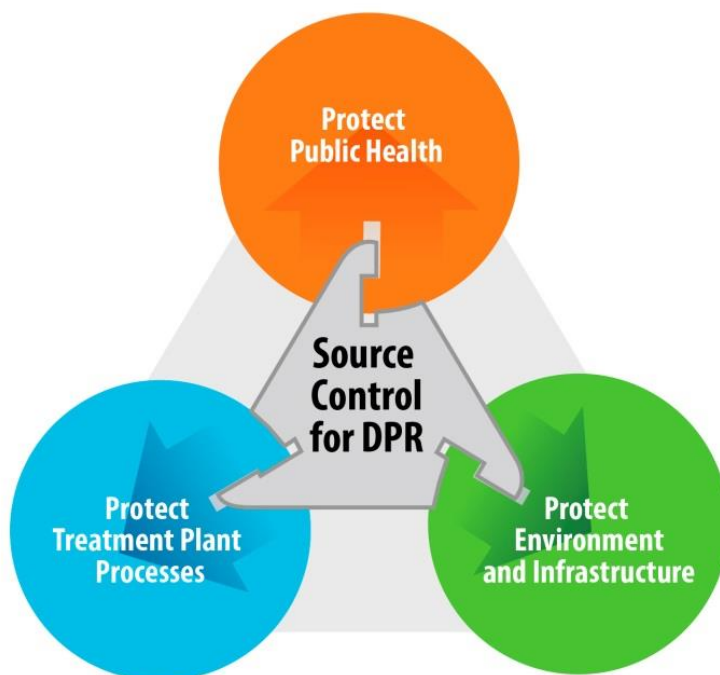 Protect
Public Health
Source
Control
for DPR
Protect
Treatment Plant
Processes
Protect
Environment
and Infrastructure